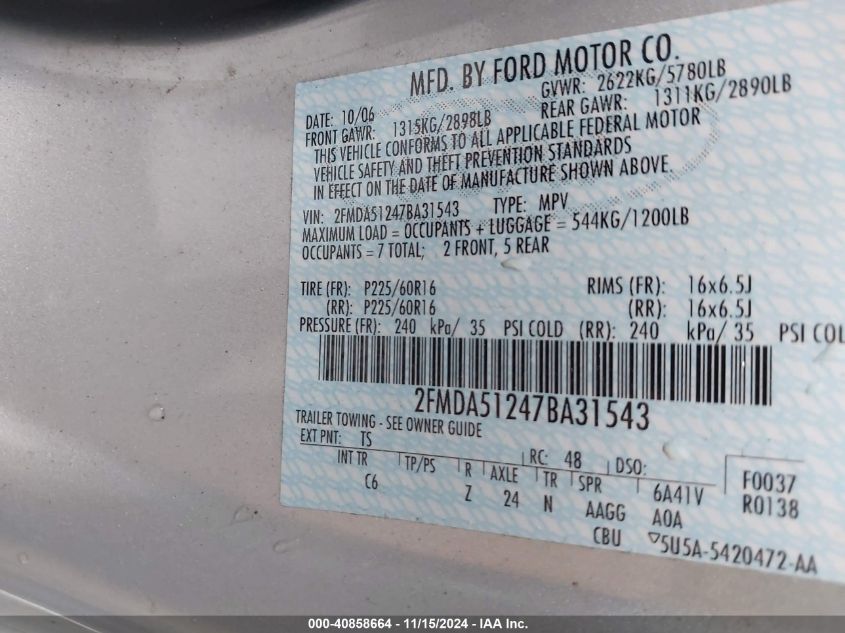 MFD. BY FORD MOTOR CO.
DATE: 10/06 GVWR: 2622KG/5780LB
FRONT GAWR: 1315KG/2898LB REAR GAWR: 1311KG/2890LB
THIS VEHICLE CONFORMS TO ALL APPLICABLE FEDERAL MOTOR
VEHICLE SAFETY AND THEFT PREVENTION STANDARDS
IN EFFECT ON THE DATE OF MANUFACTURE SHOWN ABOVE.
VIN: 2FMDA51247BA31543 TYPE: MPV
MAXIMUM LOAD = OCCUPANTS + LUGGAGE = 544KG/1200LB
OCCUPANTS = 7 TOTAL; 2 FRONT, 5 REAR
TIRE (FR): P225/60R16 RIMS (FR): 16x6.5J
(RR): P225/60R16 (RR): 16x6.5J
PRESSURE (FR): 240 kPa/ 35 PSI COLD (RR): 240 kPa/ 35 PSI COL
2FMDA51247BA31543
TRAILER TOWING - SEE OWNER GUIDE
EXT PNT: TS RC: 48 DSO:
INT TR TP/PS R AXLE TR SPR 6A41V F0037
C6 Z 24 N AAGG A0A R0138
CBU 5U5A-5420472-AA
000-40858664 - 11/15/2024 - IAA Inc.